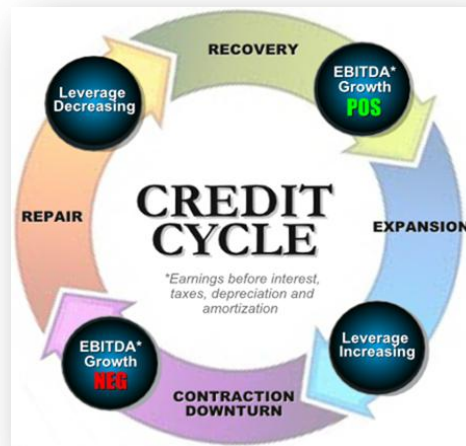 RECOVERY
EBITDA*
Growth
POS
EXPANSION
Leverage
Increasing
CONTRACTION
DOWNTURN
EBITDA*
Growth
NEG
REPAIR
Leverage
Decreasing
CREDIT
CYCLE
*Earnings before interest,
taxes, depreciation and
amortization